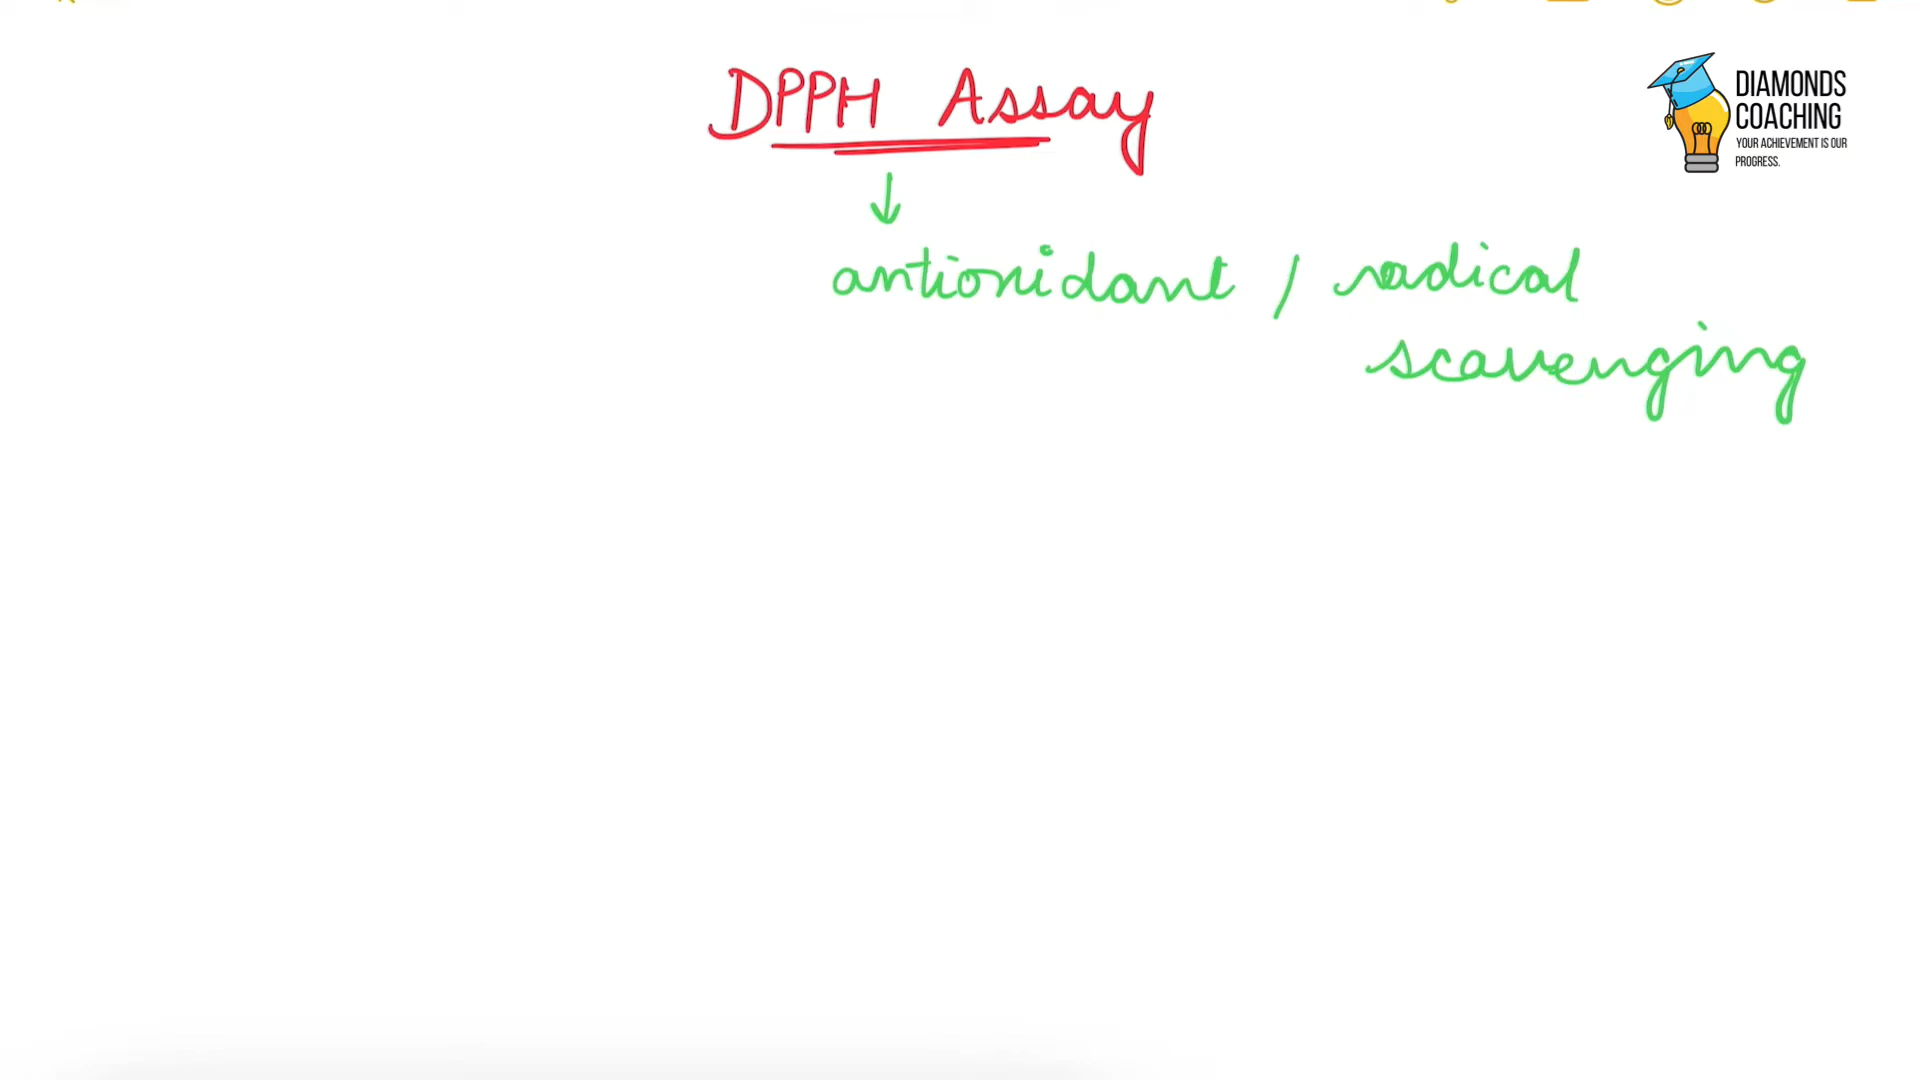 DPPH Assay
DIAMONDS
COACHING
YOUR ACHIEVEMENT IS OUR
PROGRESS.
antioxidant / radical
scavenging